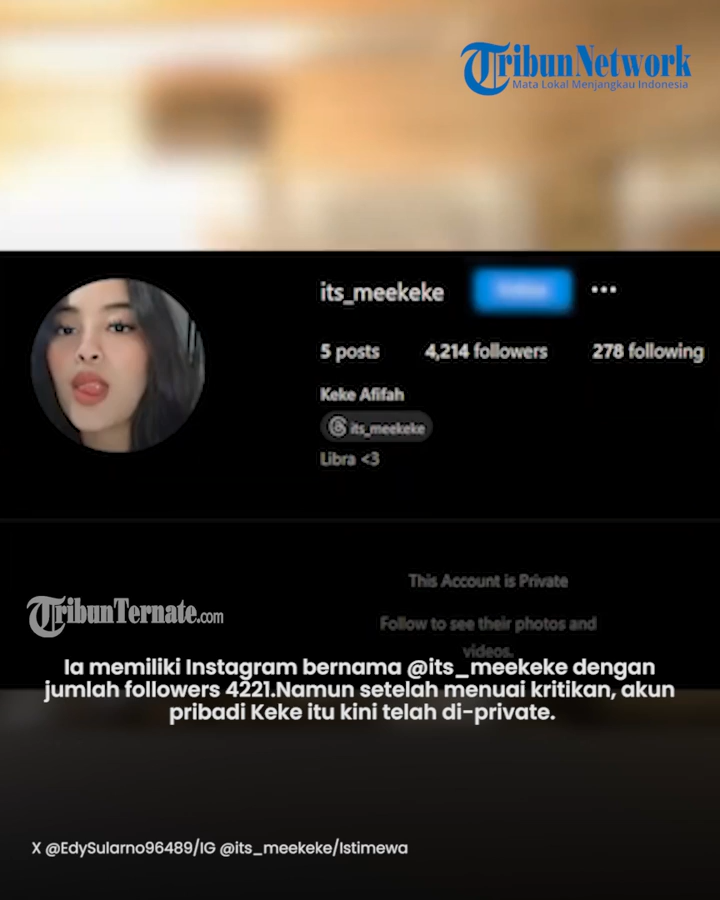 TribunNetwork
Mata Lokal Menjangkau Indonesia
its_meekeke
5 posts 4,214 followers 278 following
Keke Afifah
its_meekeke
Libra <3
This Account is Private
Follow to see their photos and
videos.
TribunTernate.com
Ia memiliki Instagram bernama @its_meekeke dengan
jumlah followers 4221.Namun setelah menuai kritikan, akun
pribadi Keke itu kini telah di-private.
X @EdySularno96489/IG @its_meekeke/Istimewa